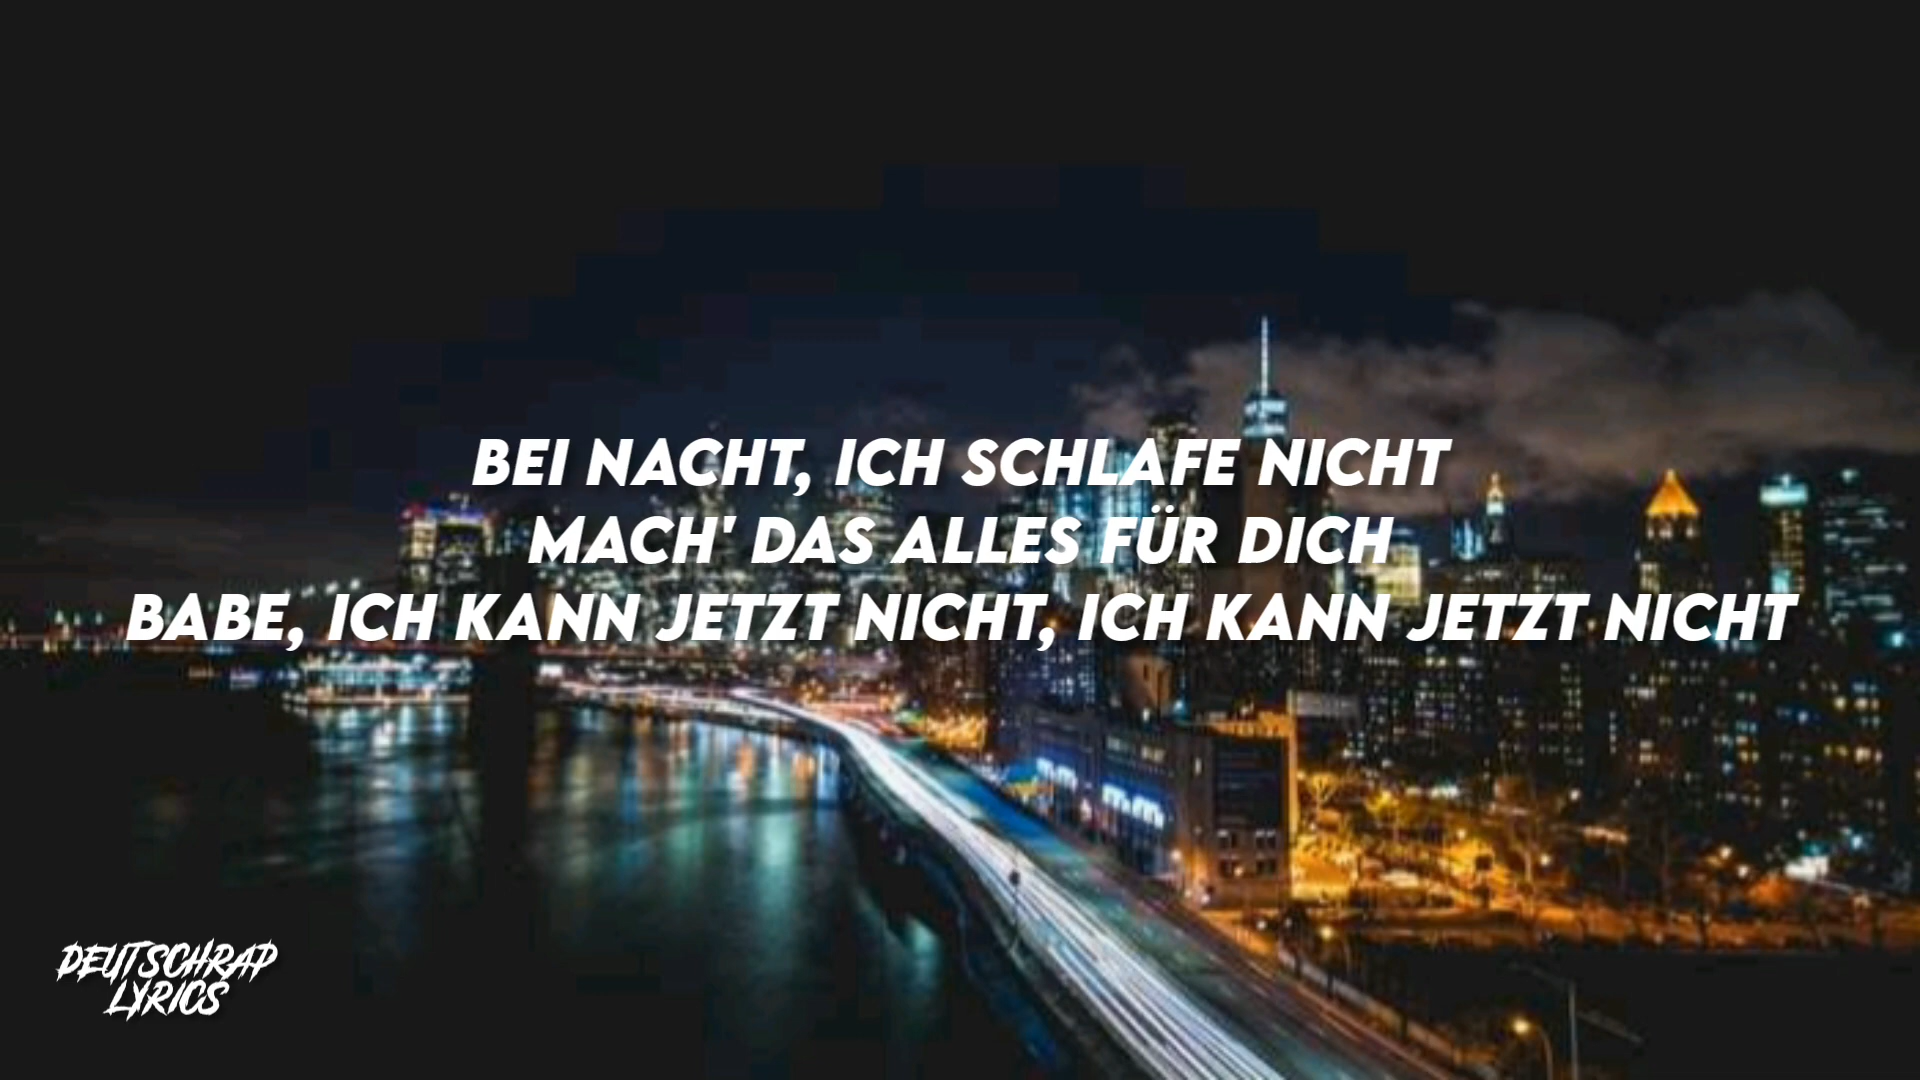 BEI NACHT, ICH SCHLAFE NICHT
MACH' DAS ALLES FÜR DICH
BABE, ICH KANN JETZT NICHT, ICH KANN JETZT NICHT
DEUTSCHRAP
LYRICS